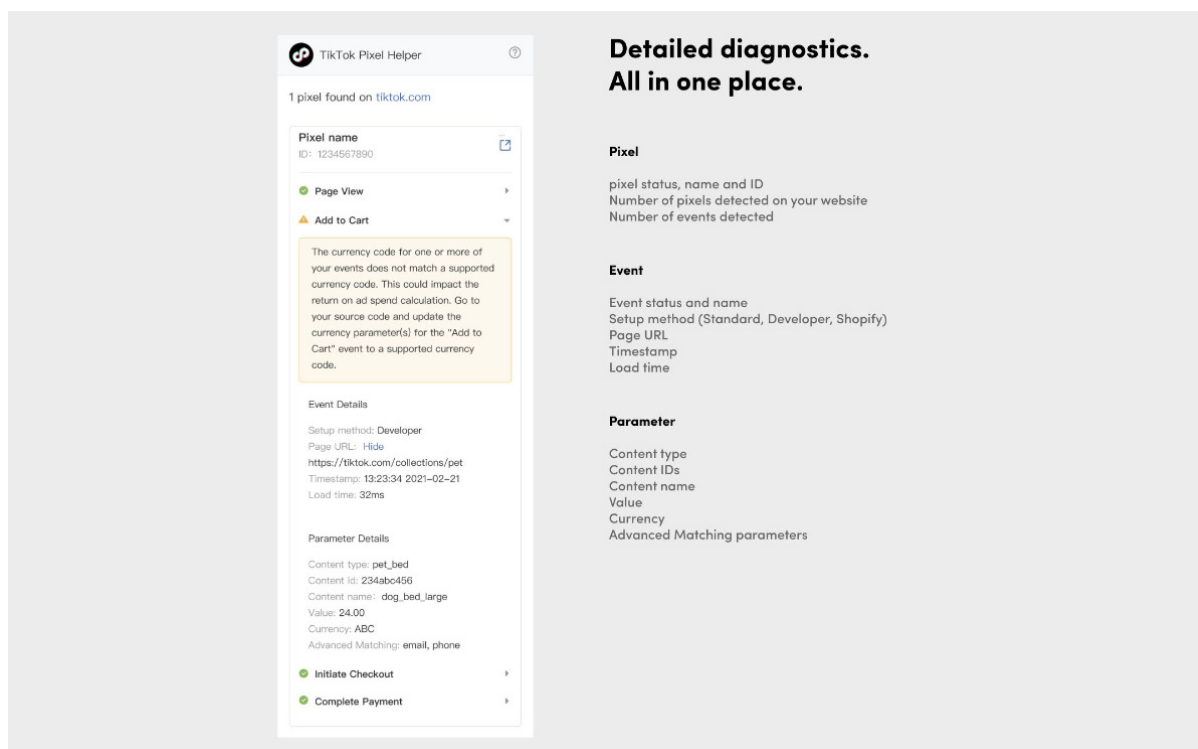 TikTok Pixel Helper
1 pixel found on tiktok.com
Pixel name
ID: 1234567890
Page View
Add to Cart
The currency code for one or more of
your events does not match a supported
currency code. This could impact the
return on ad spend calculation. Go to
your source code and update the
currency parameter(s) for the "Add to
Cart" event to a supported currency
code.
Event Details
Setup method: Developer
Page URL: Hide
https://tiktok.com/collections/pet
Timestamp: 13:23:34 2021-02-21
Load time: 32ms
Parameter Details
Content type: pet_bed
Content Id: 234abc456
Content name: dog_bed_large
Value: 24.00
Currency: ABC
Advanced Matching: email, phone
Initiate Checkout
Complete Payment
Detailed diagnostics.
All in one place.
Pixel
pixel status, name and ID
Number of pixels detected on your website
Number of events detected
Event
Event status and name
Setup method (Standard, Developer, Shopify)
Page URL
Timestamp
Load time
Parameter
Content type
Content IDs
Content name
Value
Currency
Advanced Matching parameters